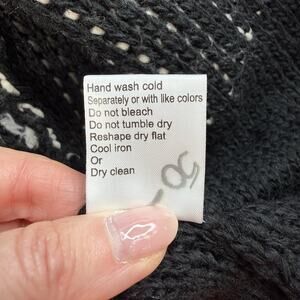 Hand wash cold
Separately or with like colors
Do not bleach
Do not tumble dry
Reshape dry flat
Cool iron
Or
Dry clean